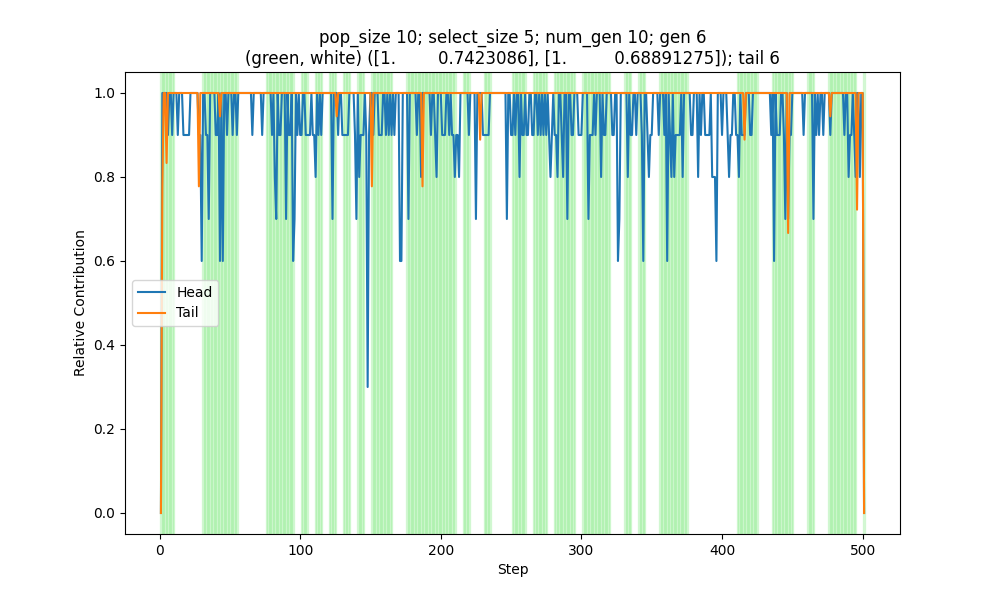 pop_size 10; select_size 5; num_gen 10; gen 6
(green, white) ([1. 0.7423086], [1. 0.68891275]); tail 6
1.0
0.8
0.6
0.4
0.2
0.0
Relative Contribution
Head
Tail
0 100 200 300 400 500
Step